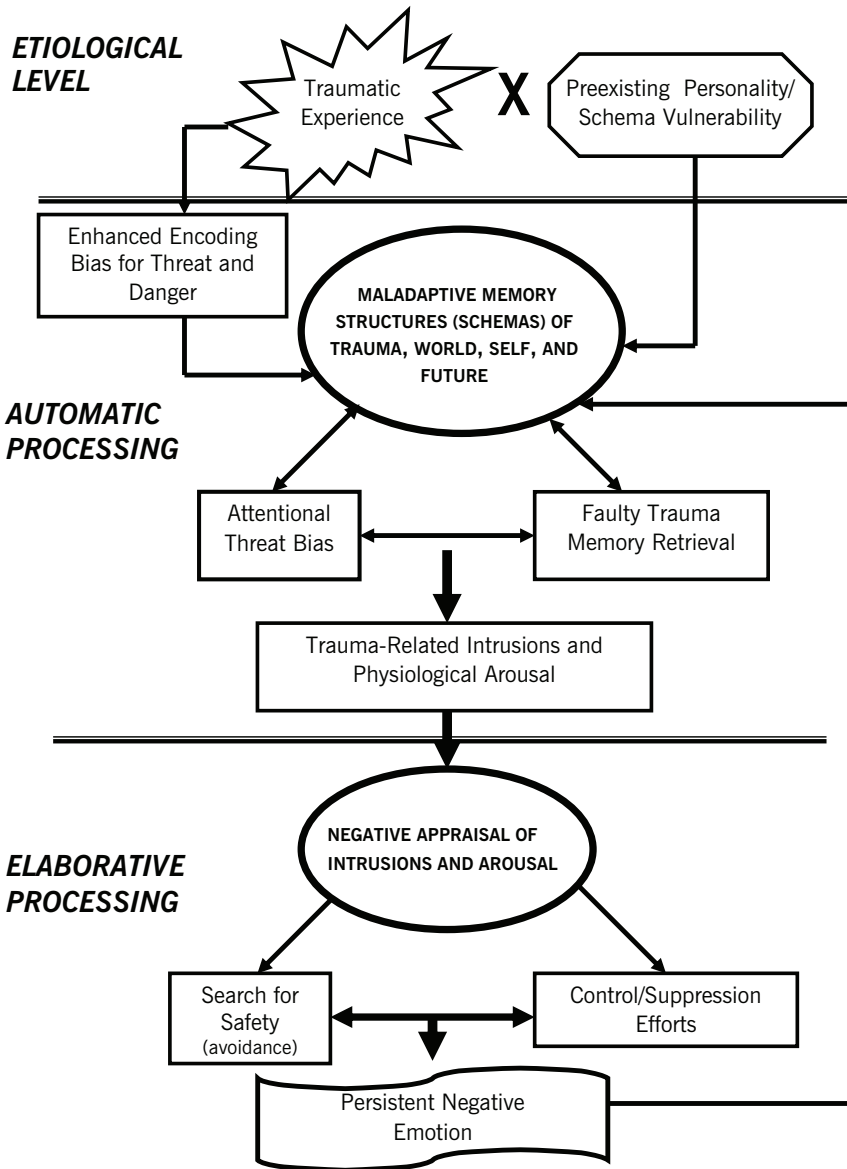 ETIOLOGICAL
LEVEL
Traumatic
Experience
X
Preexisting Personality/
Schema Vulnerability
Enhanced Encoding
Bias for Threat and
Danger
MALADAPTIVE MEMORY
STRUCTURES (SCHEMAS) OF
TRAUMA, WORLD, SELF, AND
FUTURE
AUTOMATIC
PROCESSING
Attentional
Threat Bias
Faulty Trauma
Memory Retrieval
Trauma-Related Intrusions and
Physiological Arousal
NEGATIVE APPRAISAL OF
INTRUSIONS AND AROUSAL
ELABORATIVE
PROCESSING
Search for
Safety
(avoidance)
Control/Suppression
Efforts
Persistent Negative
Emotion